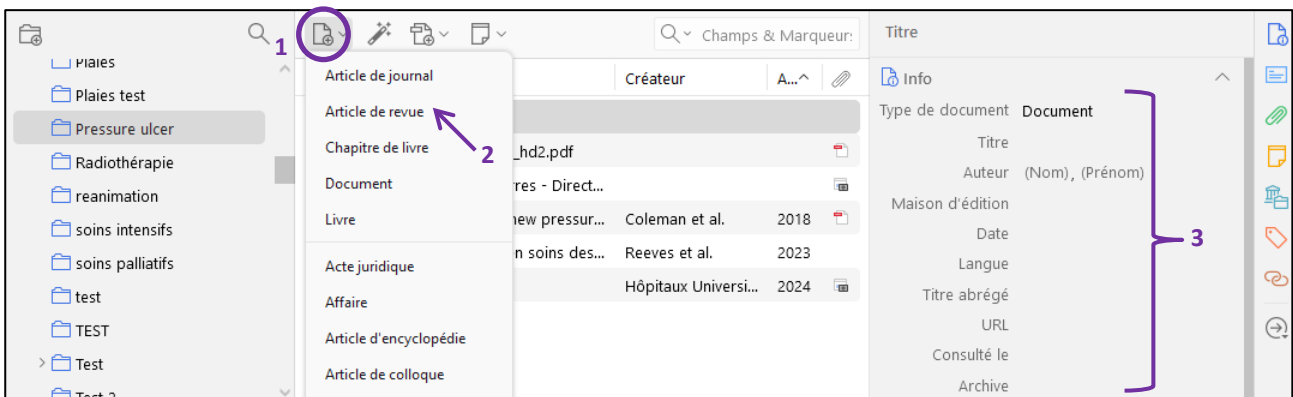 1
Plaies
Plaies test
Pressure ulcer
Radiothérapie
reanimation
soins intensifs
soins palliatifs
test
TEST
Test
Test 2
Article de journal
Article de revue
2
Chapitre de livre
Document
Livre
Acte juridique
Affaire
Article d'encyclopédie
Article de colloque
Champs & Marqueurs
Créateur
A...
_hd2.pdf
res - Direct...
new pressur... Coleman et al. 2018
n soins des... Reeves et al. 2023
Hôpitaux Universi... 2024
Titre
Info
Type de document Document
Titre
Auteur (Nom), (Prénom)
Maison d'édition
Date
Langue
Titre abrégé
URL
Consulté le
Archive
3